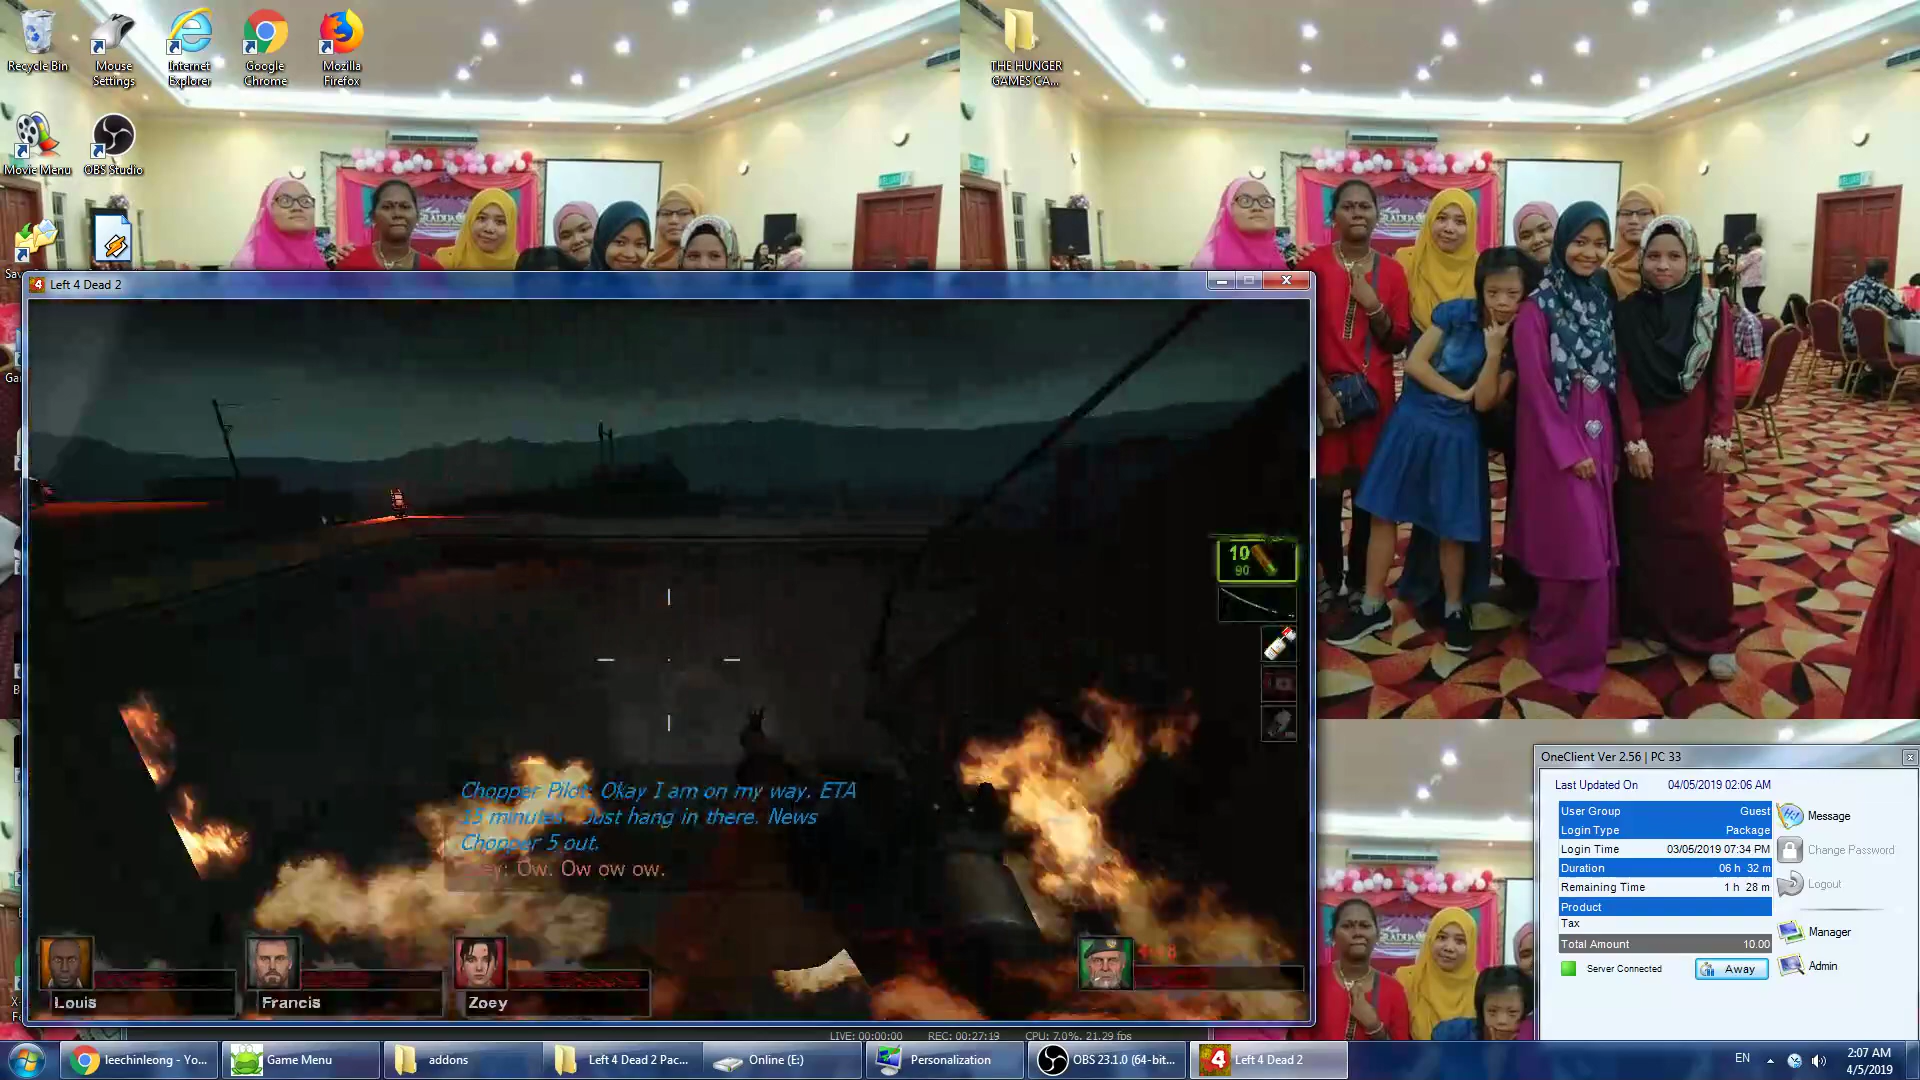 Recycle Bin
Mouse Settings
Internet Explorer
Google Chrome
Mozilla Firefox
THE HUNGER GAMES CA...
Movie Menu
OBS Studio
KELUAR
KELUAR
Left 4 Dead 2
10
90
Chopper Pilot: Okay I am on my way. ETA
15 minutes. Just hang in there. News
Chopper 5 out.
Zoey: Ow. Ow ow ow.
Louis
Francis
Zoey
LIVE: 00:00:00
REC: 00:27:19
CPU: 7.0%, 21.29 fps
OneClient Ver 2.56 | PC 33
Last Updated On 04/05/2019 02:06 AM
User Group Guest
Login Type Package
Login Time 03/05/2019 07:34 PM
Duration 06 h 32 m
Remaining Time 1 h 28 m
Product
Tax
Total Amount 10.00
Server Connected
Away
Message
Change Password
Logout
Manager
Admin
leechinleong - Yo...
Game Menu
addons
Left 4 Dead 2 Pac...
Online (E:)
Personalization
OBS 23.1.0 (64-bit...
Left 4 Dead 2
EN
2:07 AM
4/5/2019